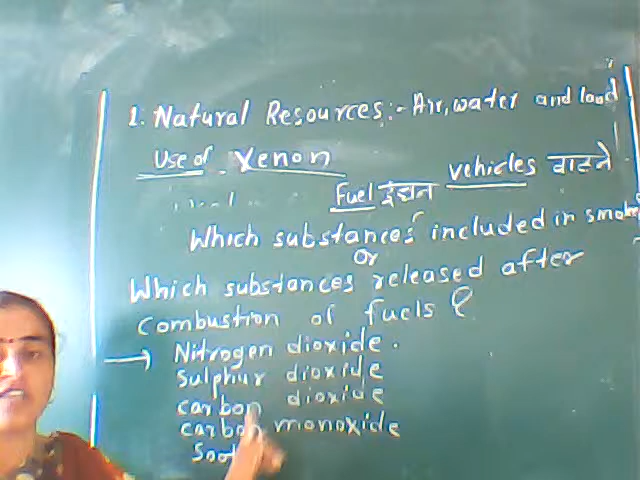 1. Natural Resources:- Air, water and land
Use of Xenon
Fuel इंधन vehicles वाहने
Which substances included in smoke
Or
Which substances released after
combustion of fuels ?
→ Nitrogen dioxide.
Sulphur dioxide
carbon dioxide
carbon monoxide
Soot